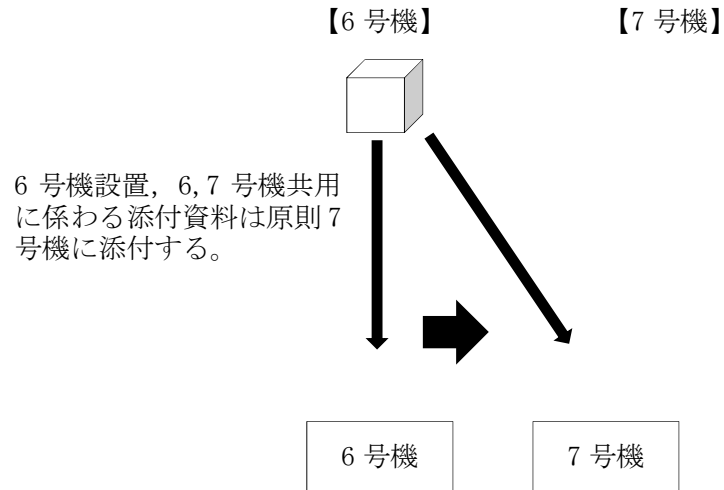 【6 号機】 【7 号機】
6 号機設置，6,7 号機共用
に係わる添付資料は原則 7
号機に添付する。
6 号機 7 号機